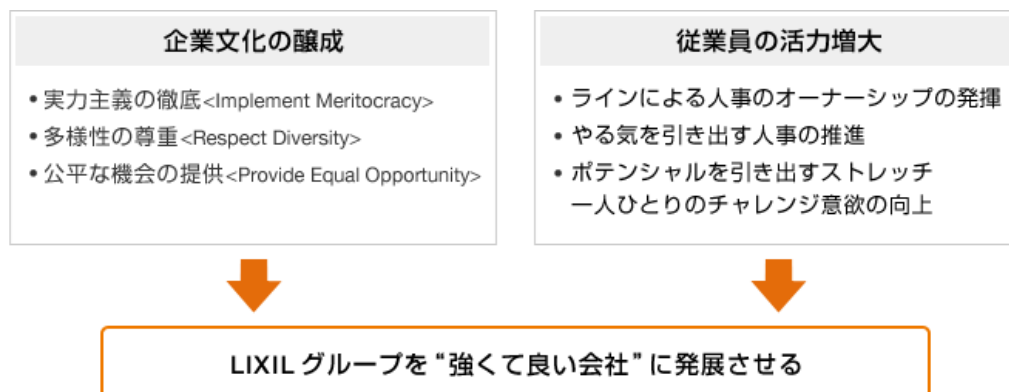 企業文化の醸成
• 実力主義の徹底<Implement Meritocracy>
• 多様性の尊重<Respect Diversity>
• 公平な機会の提供<Provide Equal Opportunity>
従業員の活力増大
• ラインによる人事のオーナーシップの発揮
• やる気を引き出す人事の推進
• ポテンシャルを引き出すストレッチ
一人ひとりのチャレンジ意欲の向上
LIXIL グループを“強くて良い会社”に発展させる